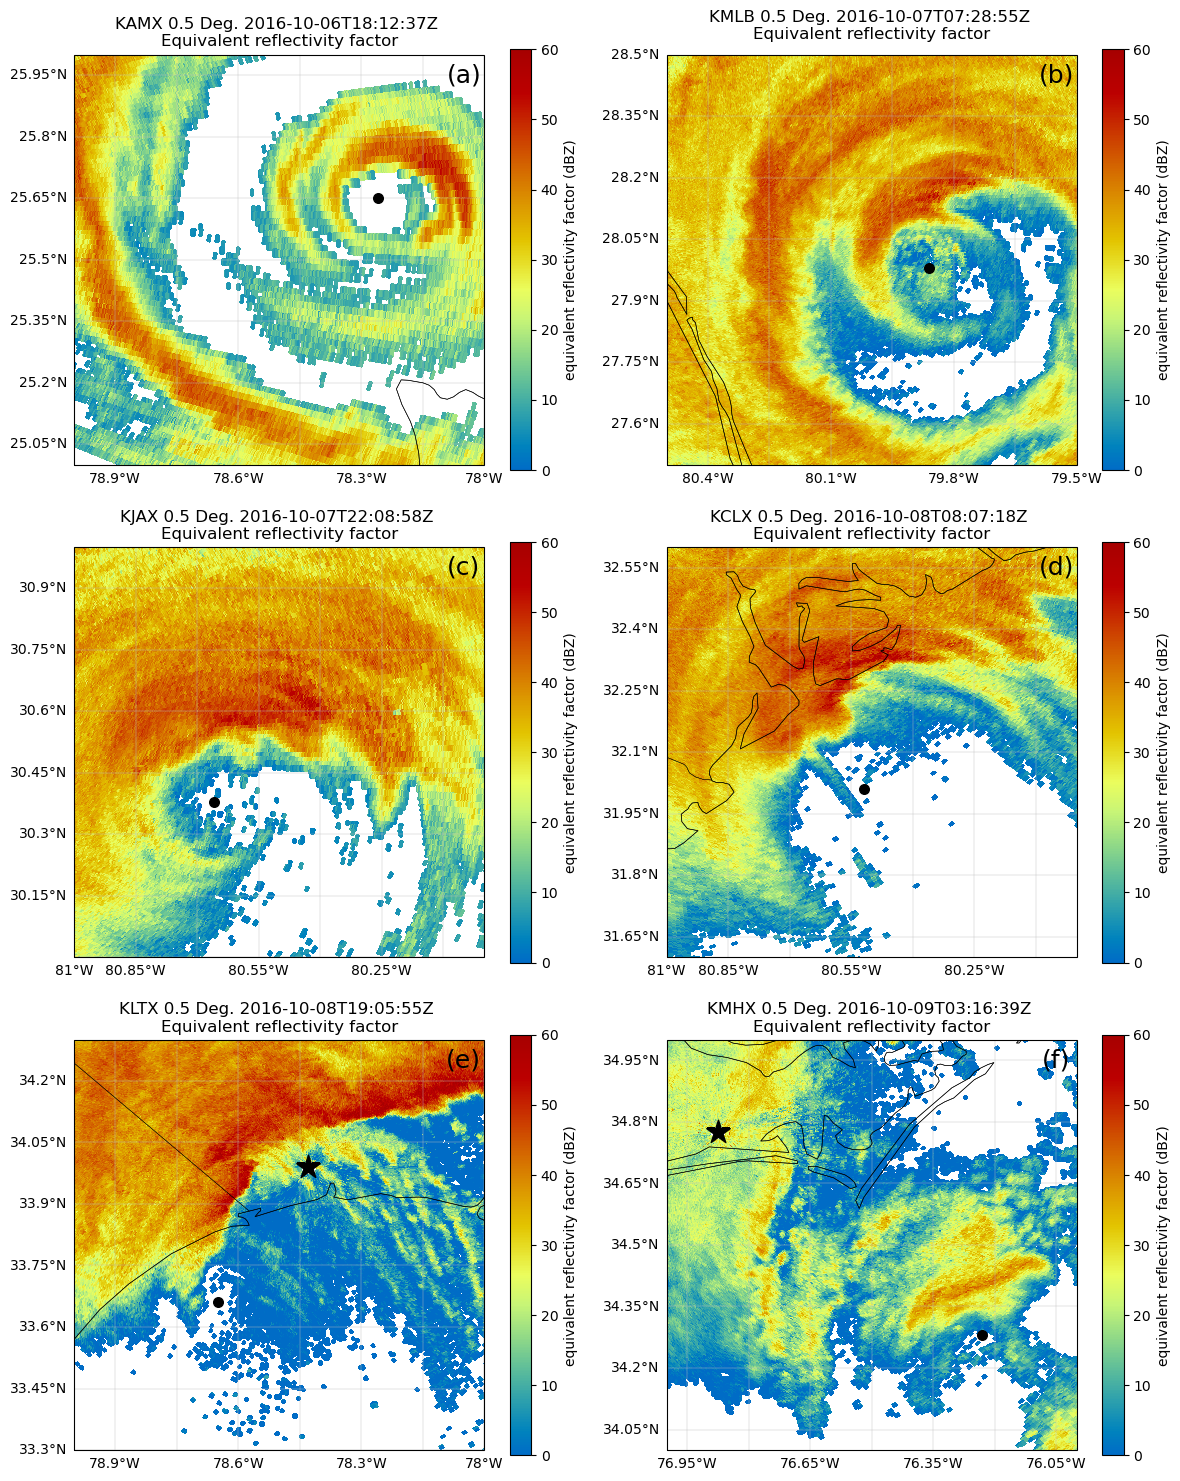 KAMX 0.5 Deg. 2016-10-06T18:12:37Z
Equivalent reflectivity factor
(a)
25.95°N
25.8°N
25.65°N
25.5°N
25.35°N
25.2°N
25.05°N
78.9°W 78.6°W 78.3°W 78°W
60
50
40
30
20
10
0
equivalent reflectivity factor (dBZ)
KMLB 0.5 Deg. 2016-10-07T07:28:55Z
Equivalent reflectivity factor
(b)
28.5°N
28.35°N
28.2°N
28.05°N
27.9°N
27.75°N
27.6°N
80.4°W 80.1°W 79.8°W 79.5°W
60
50
40
30
20
10
0
equivalent reflectivity factor (dBZ)
KJAX 0.5 Deg. 2016-10-07T22:08:58Z
Equivalent reflectivity factor
(c)
30.9°N
30.75°N
30.6°N
30.45°N
30.3°N
30.15°N
81°W 80.85°W 80.55°W 80.25°W
60
50
40
30
20
10
0
equivalent reflectivity factor (dBZ)
KCLX 0.5 Deg. 2016-10-08T08:07:18Z
Equivalent reflectivity factor
(d)
32.55°N
32.4°N
32.25°N
32.1°N
31.95°N
31.8°N
31.65°N
81°W 80.85°W 80.55°W 80.25°W
60
50
40
30
20
10
0
equivalent reflectivity factor (dBZ)
KLTX 0.5 Deg. 2016-10-08T19:05:55Z
Equivalent reflectivity factor
(e)
34.2°N
34.05°N
33.9°N
33.75°N
33.6°N
33.45°N
33.3°N
78.9°W 78.6°W 78.3°W 78°W
60
50
40
30
20
10
0
equivalent reflectivity factor (dBZ)
KMHX 0.5 Deg. 2016-10-09T03:16:39Z
Equivalent reflectivity factor
(f)
34.95°N
34.8°N
34.65°N
34.5°N
34.35°N
34.2°N
34.05°N
76.95°W 76.65°W 76.35°W 76.05°W
60
50
40
30
20
10
0
equivalent reflectivity factor (dBZ)